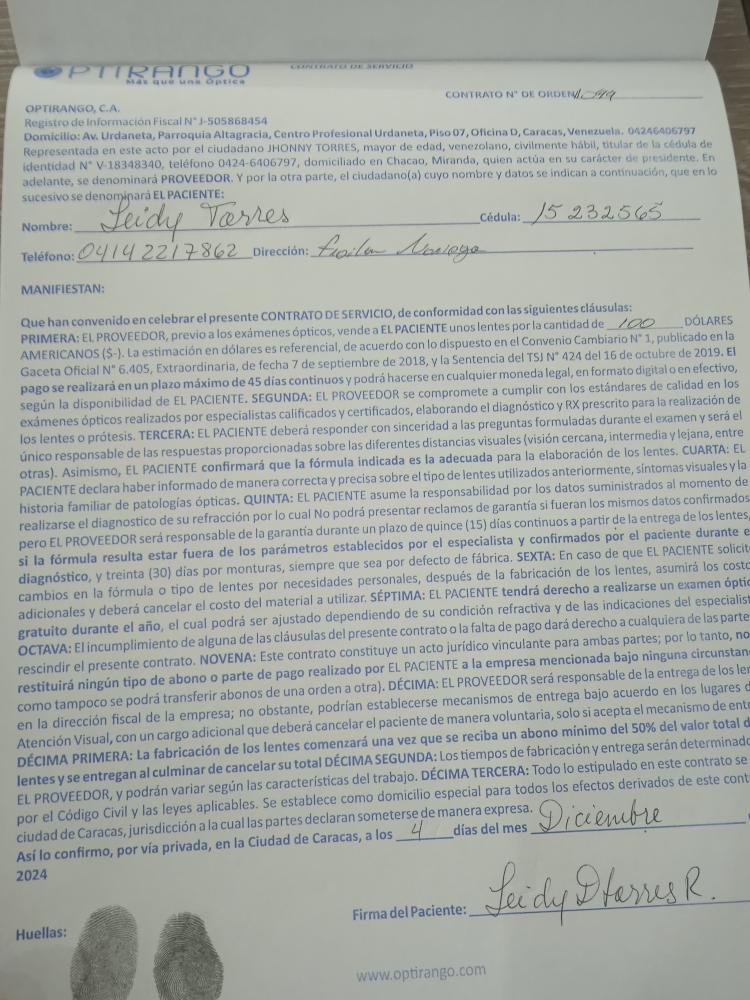 OPTIRANGO
Más que una Óptica
CONTRATO DE SERVICIO
CONTRATO N° DE ORDEN
OPTIRANGO, C.A.
Registro de Información Fiscal N° J-505868454
Domicilio: Av. Urdaneta, Parroquia Altagracia, Centro Profesional Urdaneta, Piso 07, Oficina D, Caracas, Venezuela. 04246406797
Representada en este acto por el ciudadano JHONNY TORRES, mayor de edad, venezolano, civilmente hábil, titular de la cédula de
identidad N° V-18348340, teléfono 0424-6406797, domiciliado en Chacao, Miranda, quien actúa en su carácter de presidente. En
adelante, se denominará PROVEEDOR. Y por la otra parte, el ciudadano(a) cuyo nombre y datos se indican a continuación, que en lo
sucesivo se denominará EL PACIENTE:
Nombre: Leidy Torres Cédula: 15 232565
Teléfono: 04142217862 Dirección:
MANIFIESTAN:
Que han convenido en celebrar el presente CONTRATO DE SERVICIO, de conformidad con las siguientes cláusulas:
PRIMERA: EL PROVEEDOR, previo a los exámenes ópticos, vende a EL PACIENTE unos lentes por la cantidad de 100 DÓLARES
AMERICANOS ($-). La estimación en dólares es referencial, de acuerdo con lo dispuesto en el Convenio Cambiario N° 1, publicado en la
Gaceta Oficial N° 6.405, Extraordinaria, de fecha 7 de septiembre de 2018, y la Sentencia del TSJ N° 424 del 16 de octubre de 2019. El
pago se realizará en un plazo máximo de 45 días continuos y podrá hacerse en cualquier moneda legal, en formato digital o en efectivo,
según la disponibilidad de EL PACIENTE. SEGUNDA: EL PROVEEDOR se compromete a cumplir con los estándares de calidad en los
exámenes ópticos realizados por especialistas calificados y certificados, elaborando el diagnóstico y RX prescrito para la realización de
los lentes o prótesis. TERCERA: EL PACIENTE deberá responder con sinceridad a las preguntas formuladas durante el examen y será el
único responsable de las respuestas proporcionadas sobre las diferentes distancias visuales (visión cercana, intermedia y lejana, entre
otras). Asimismo, EL PACIENTE confirmará que la fórmula indicada es la adecuada para la elaboración de los lentes. CUARTA: EL
PACIENTE declara haber informado de manera correcta y precisa sobre el tipo de lentes utilizados anteriormente, síntomas visuales y la
historia familiar de patologías ópticas. QUINTA: EL PACIENTE asume la responsabilidad por los datos suministrados al momento de
realizarse el diagnostico de su refracción por lo cual No podrá presentar reclamos de garantía si fueran los mismos datos confirmados
pero EL PROVEEDOR será responsable de la garantía durante un plazo de quince (15) días continuos a partir de la entrega de los lentes,
si la fórmula resulta estar fuera de los parámetros establecidos por el especialista y confirmados por el paciente durante e
diagnóstico, y treinta (30) días por monturas, siempre que sea por defecto de fábrica. SEXTA: En caso de que EL PACIENTE solicit
cambios en la fórmula o tipo de lentes por necesidades personales, después de la fabricación de los lentes, asumirá los costo
adicionales y deberá cancelar el costo del material a utilizar. SÉPTIMA: EL PACIENTE tendrá derecho a realizarse un examen óptic
gratuito durante el año, el cual podrá ser ajustado dependiendo de su condición refractiva y de las indicaciones del especialist
OCTAVA: El incumplimiento de alguna de las cláusulas del presente contrato o la falta de pago dará derecho a cualquiera de las parte
rescindir el presente contrato. NOVENA: Este contrato constituye un acto jurídico vinculante para ambas partes; por lo tanto, no
restituirá ningún tipo de abono o parte de pago realizado por EL PACIENTE a la empresa mencionada bajo ninguna circunstan
como tampoco se podrá transferir abonos de una orden a otra). DÉCIMA: EL PROVEEDOR será responsable de la entrega de los len
en la dirección fiscal de la empresa; no obstante, podrían establecerse mecanismos de entrega bajo acuerdo en los lugares d
Atención Visual, con un cargo adicional que deberá cancelar el paciente de manera voluntaria, solo si acepta el mecanismo de entr
DÉCIMA PRIMERA: La fabricación de los lentes comenzará una vez que se reciba un abono mínimo del 50% del valor total d
lentes y se entregan al culminar de cancelar su total DÉCIMA SEGUNDA: Los tiempos de fabricación y entrega serán determinado
EL PROVEEDOR, y podrán variar según las características del trabajo. DÉCIMA TERCERA: Todo lo estipulado en este contrato se
por el Código Civil y las leyes aplicables. Se establece como domicilio especial para todos los efectos derivados de este cont
ciudad de Caracas, jurisdicción a la cual las partes declaran someterse de manera expresa.
Así lo confirmo, por vía privada, en la Ciudad de Caracas, a los 4 días del mes Diciembre
2024
Firma del Paciente: Leidy D Torres R.
Huellas:
www.optirango.com